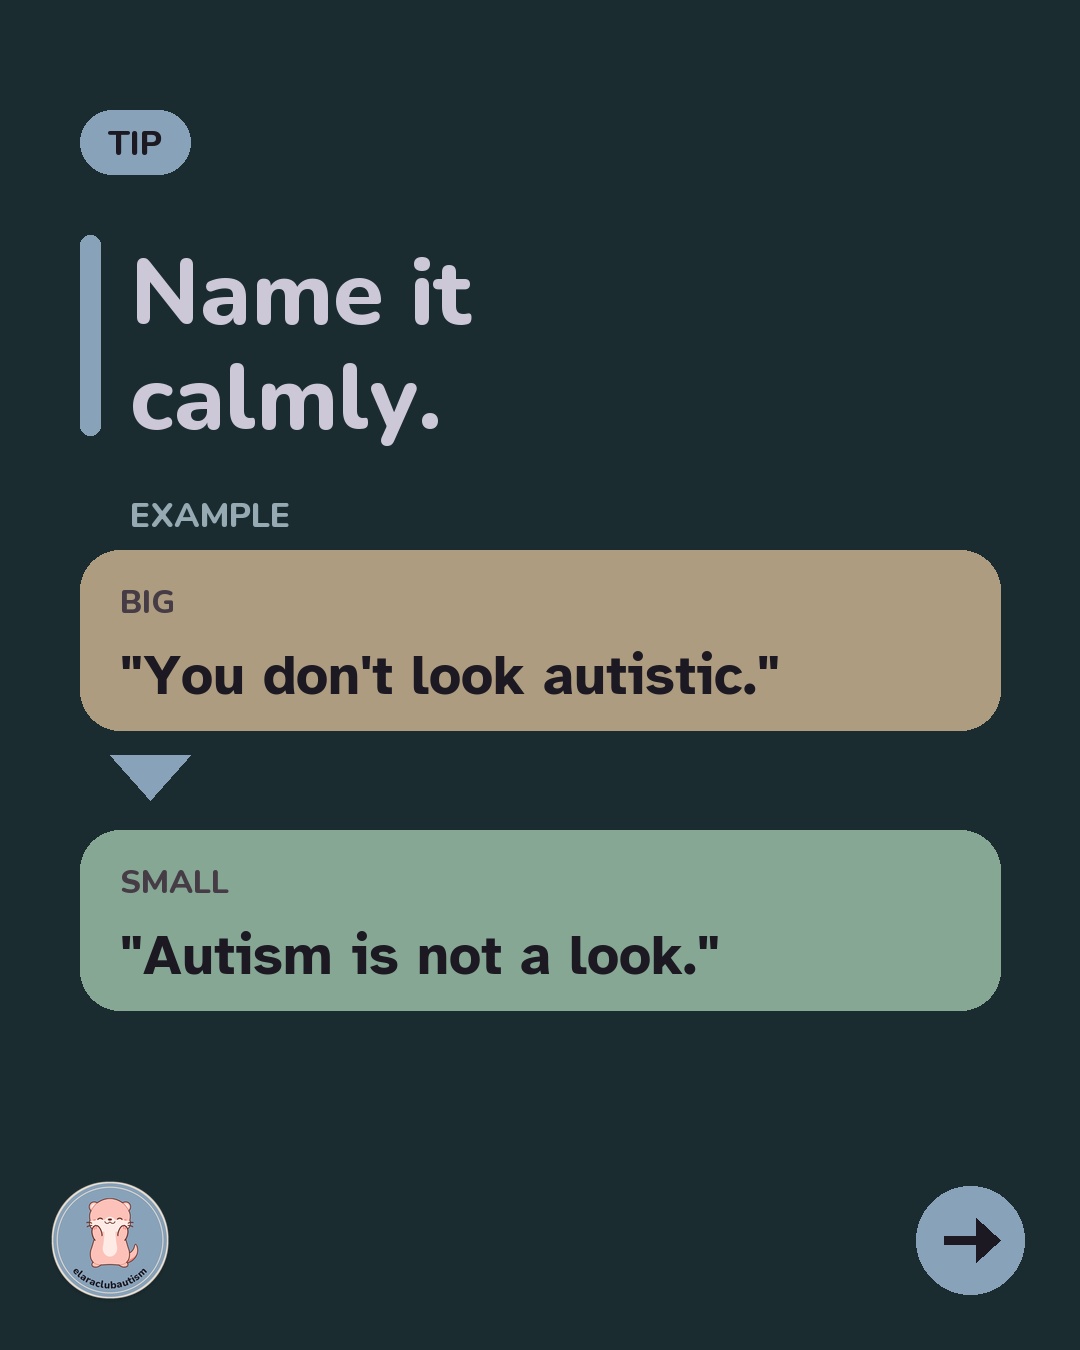 TIP
Name it
calmly.
EXAMPLE
BIG
"You don't look autistic."
SMALL
"Autism is not a look."
elaraclubautism